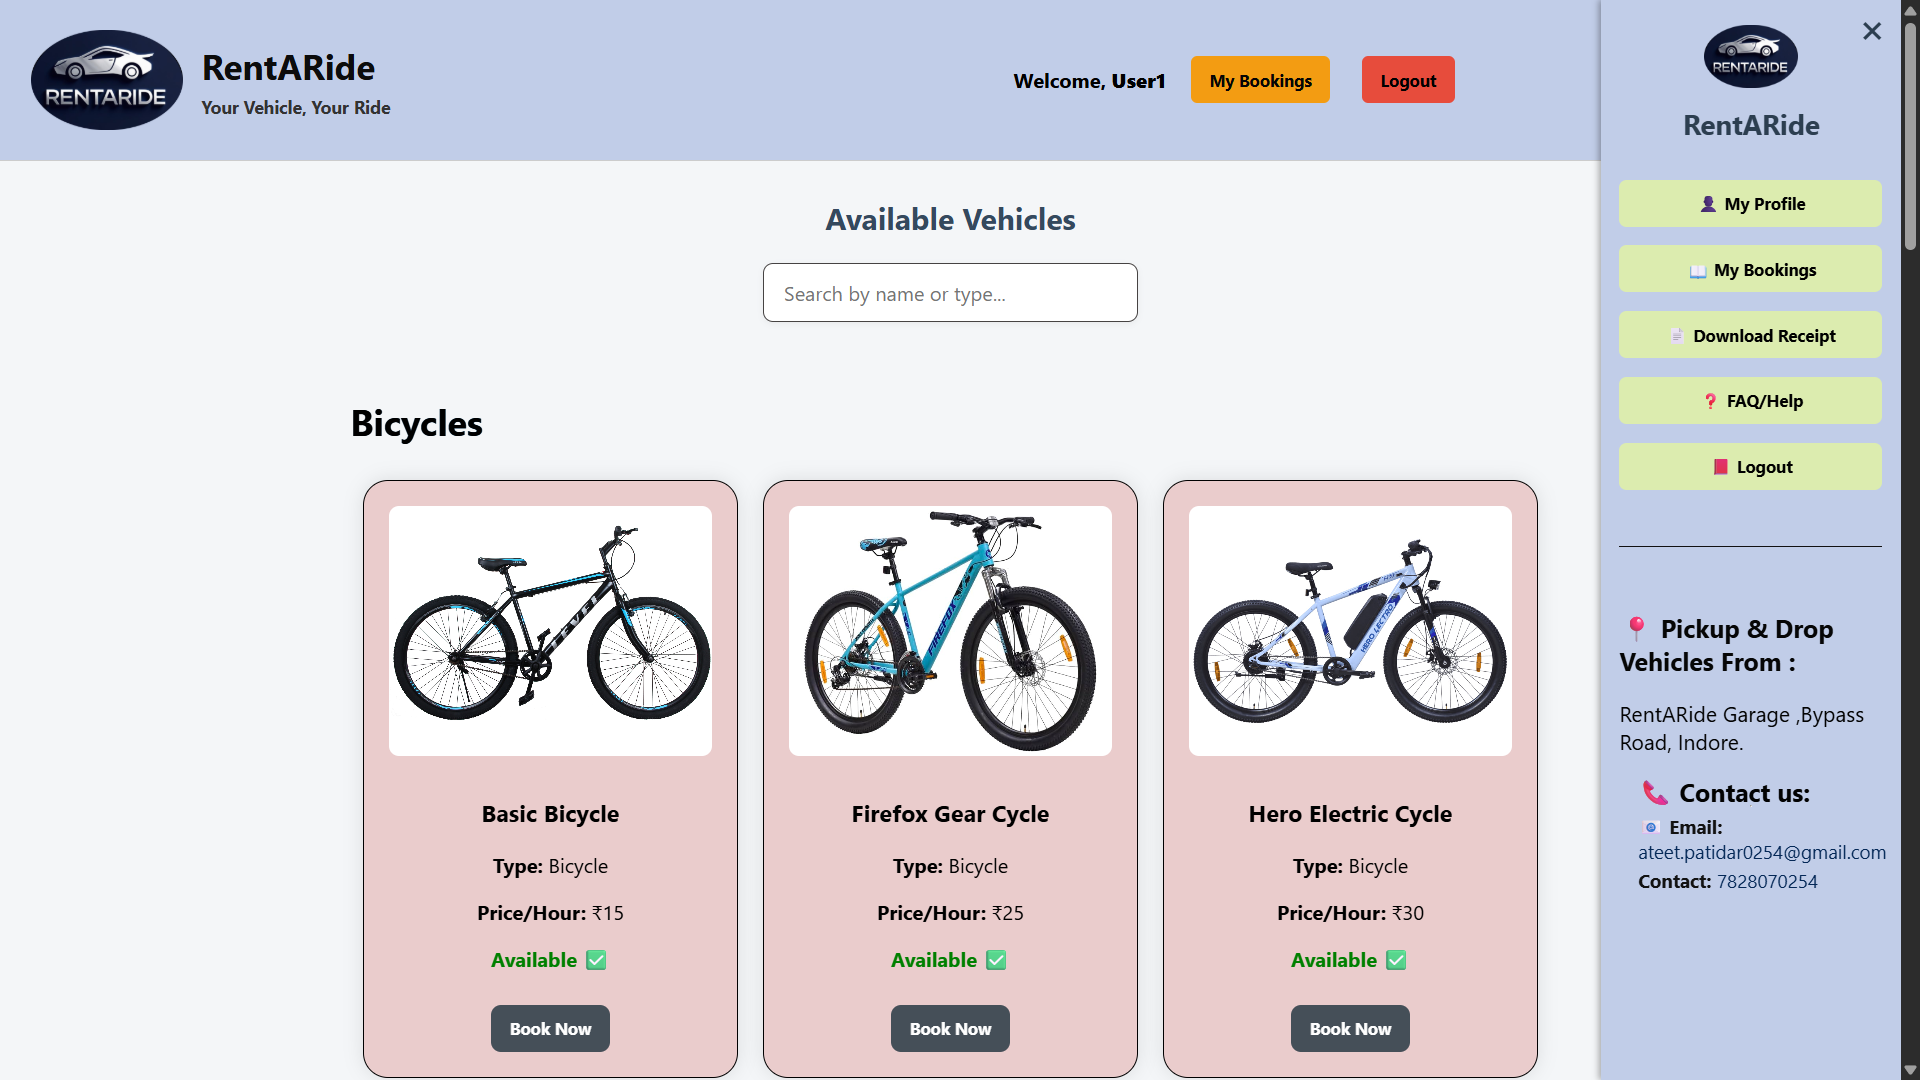 RENTARIDE
RentARide
Your Vehicle, Your Ride
Welcome, User1
My Bookings
Logout
Available Vehicles
Search by name or type...
Bicycles
LEVEL
FIREFOX
HERO LECTRO
Basic Bicycle
Type: Bicycle
Price/Hour: ₹15
Available ✅
Book Now
Firefox Gear Cycle
Type: Bicycle
Price/Hour: ₹25
Available ✅
Book Now
Hero Electric Cycle
Type: Bicycle
Price/Hour: ₹30
Available ✅
Book Now
✕
RENTARIDE
RentARide
👤 My Profile
📖 My Bookings
📄 Download Receipt
❓ FAQ/Help
📕 Logout
📍 Pickup & Drop
Vehicles From :
RentARide Garage ,Bypass
Road, Indore.
📞 Contact us:
📧 Email:
ateet.patidar0254@gmail.com
Contact: 7828070254